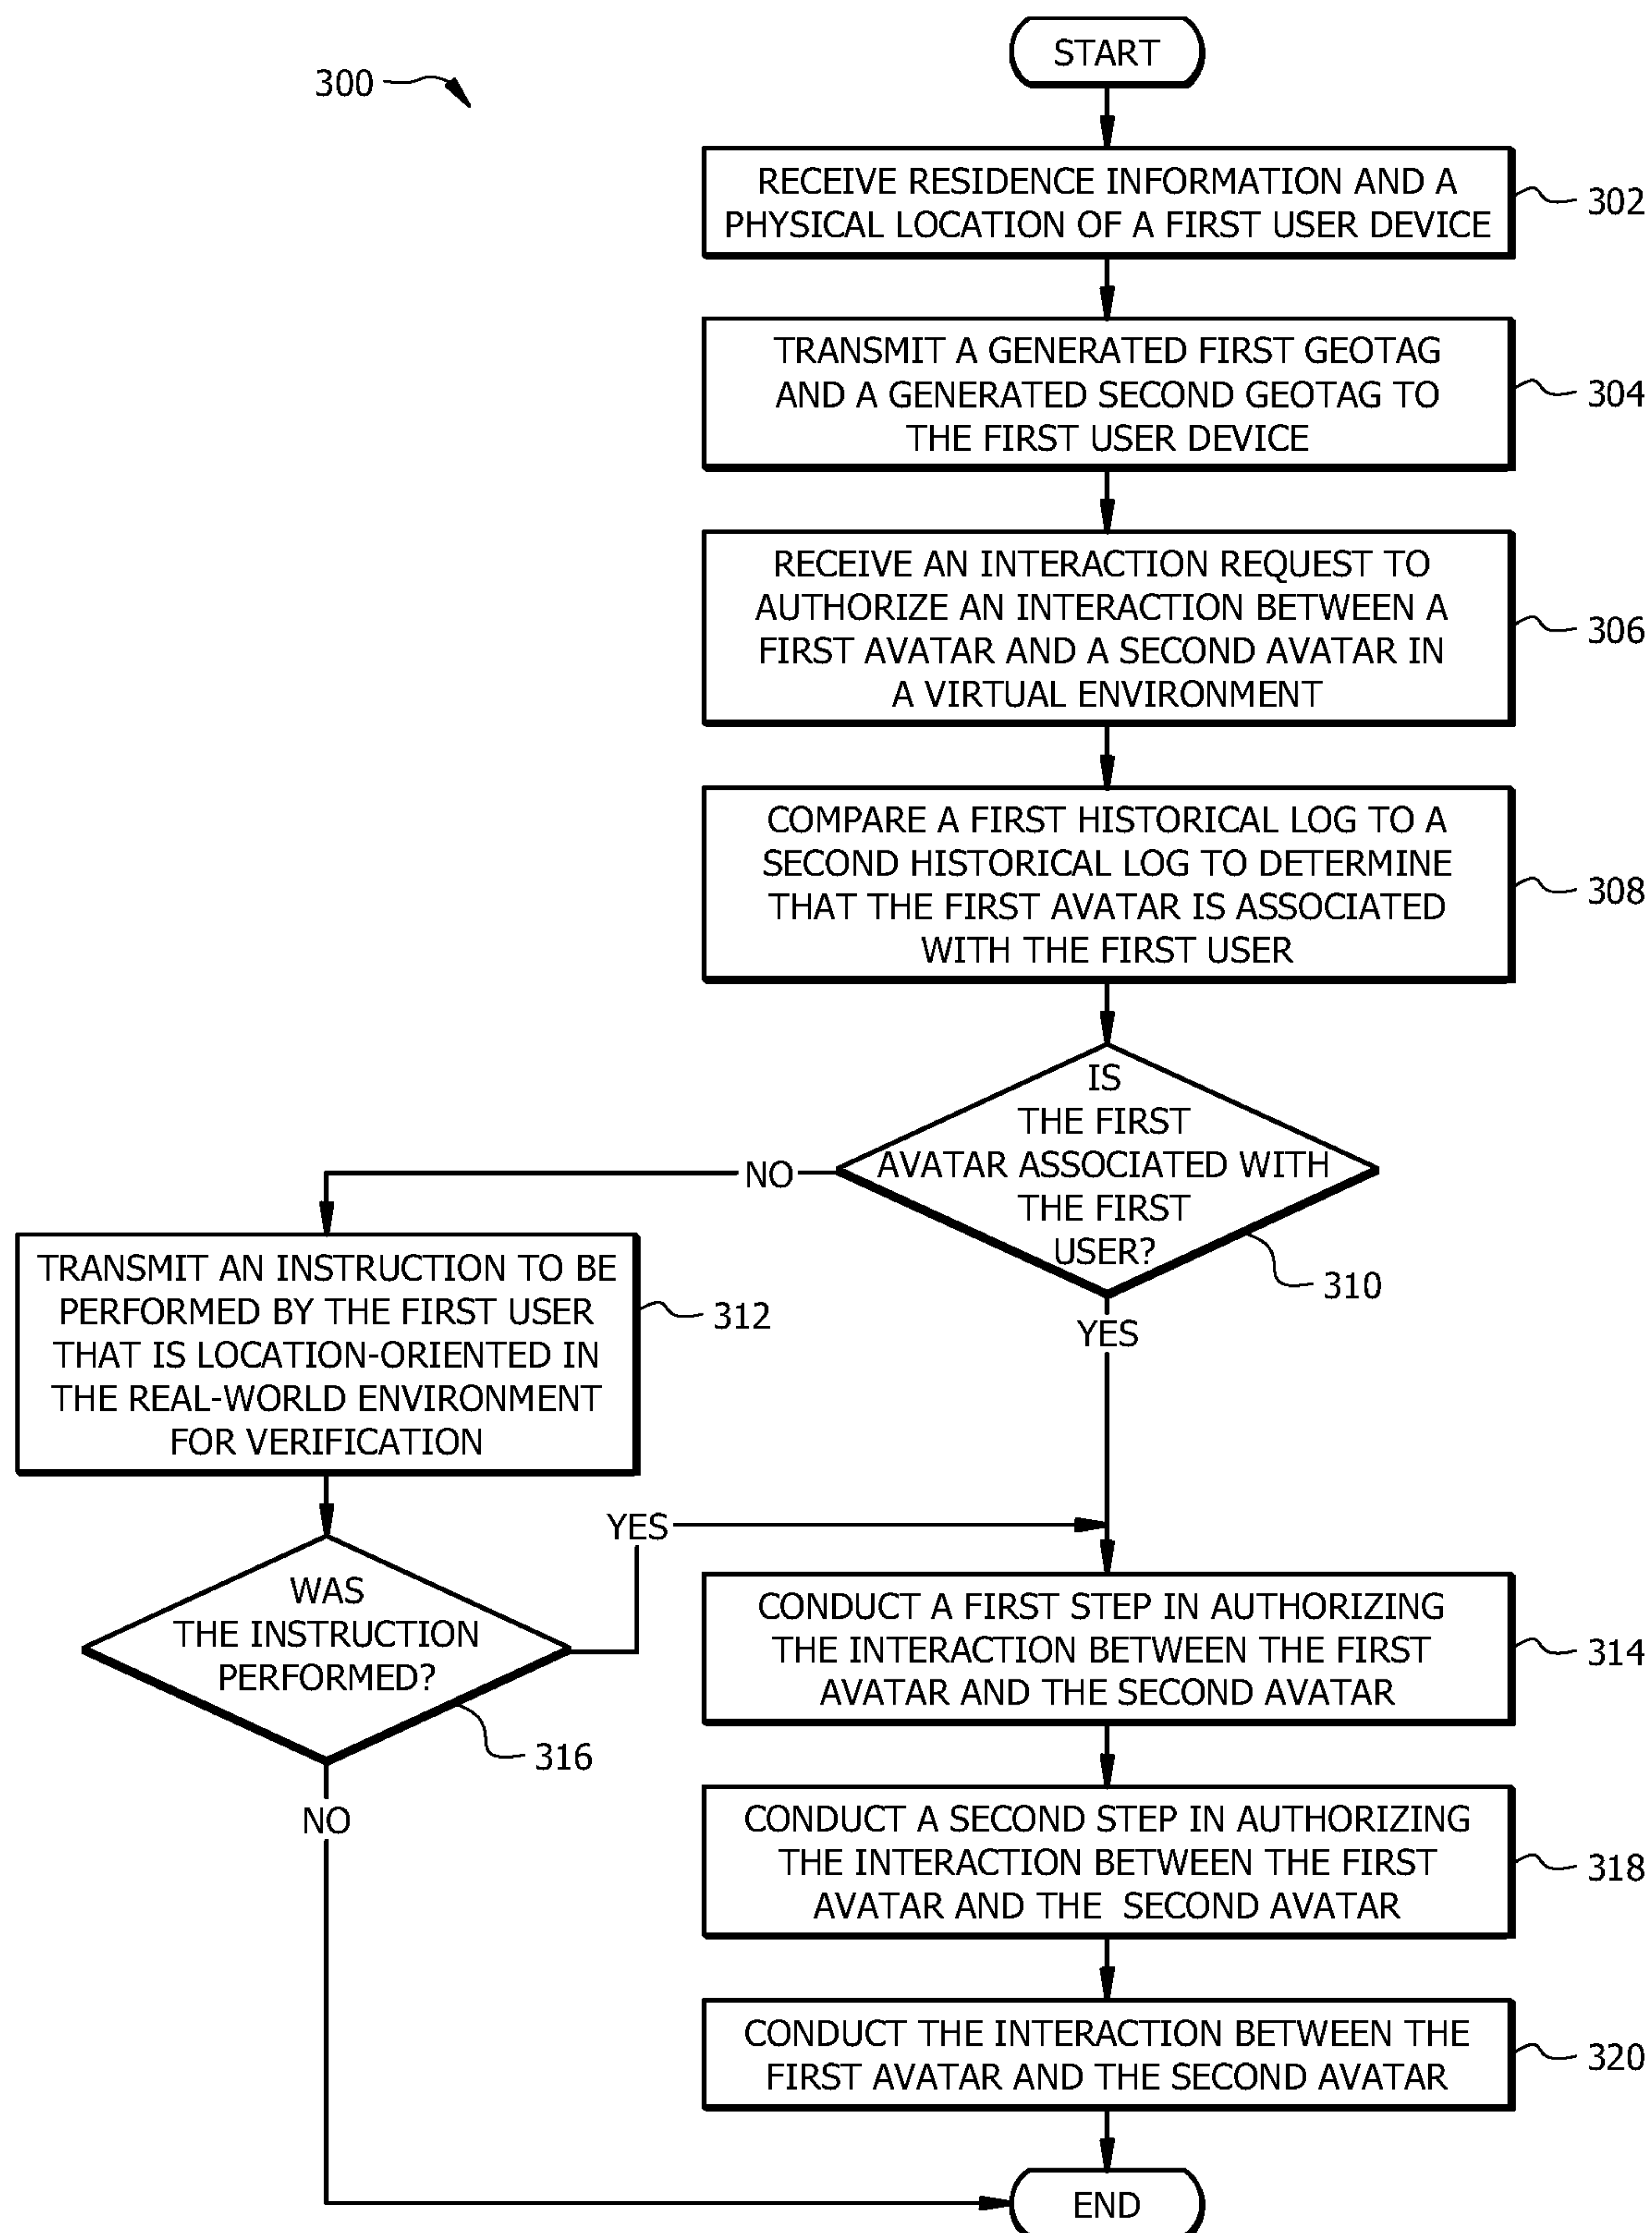 START
300
RECEIVE RESIDENCE INFORMATION AND A
PHYSICAL LOCATION OF A FIRST USER DEVICE
302
TRANSMIT A GENERATED FIRST GEOTAG
AND A GENERATED SECOND GEOTAG TO
THE FIRST USER DEVICE
304
RECEIVE AN INTERACTION REQUEST TO
AUTHORIZE AN INTERACTION BETWEEN A
FIRST AVATAR AND A SECOND AVATAR IN
A VIRTUAL ENVIRONMENT
306
COMPARE A FIRST HISTORICAL LOG TO A
SECOND HISTORICAL LOG TO DETERMINE
THAT THE FIRST AVATAR IS ASSOCIATED
WITH THE FIRST USER
308
IS
THE FIRST
AVATAR ASSOCIATED WITH
THE FIRST
USER?
310
NO
YES
TRANSMIT AN INSTRUCTION TO BE
PERFORMED BY THE FIRST USER
THAT IS LOCATION-ORIENTED IN
THE REAL-WORLD ENVIRONMENT
FOR VERIFICATION
312
WAS
THE INSTRUCTION
PERFORMED?
316
YES
NO
CONDUCT A FIRST STEP IN AUTHORIZING
THE INTERACTION BETWEEN THE FIRST
AVATAR AND THE SECOND AVATAR
314
CONDUCT A SECOND STEP IN AUTHORIZING
THE INTERACTION BETWEEN THE FIRST
AVATAR AND THE SECOND AVATAR
318
CONDUCT THE INTERACTION BETWEEN THE
FIRST AVATAR AND THE SECOND AVATAR
320
END